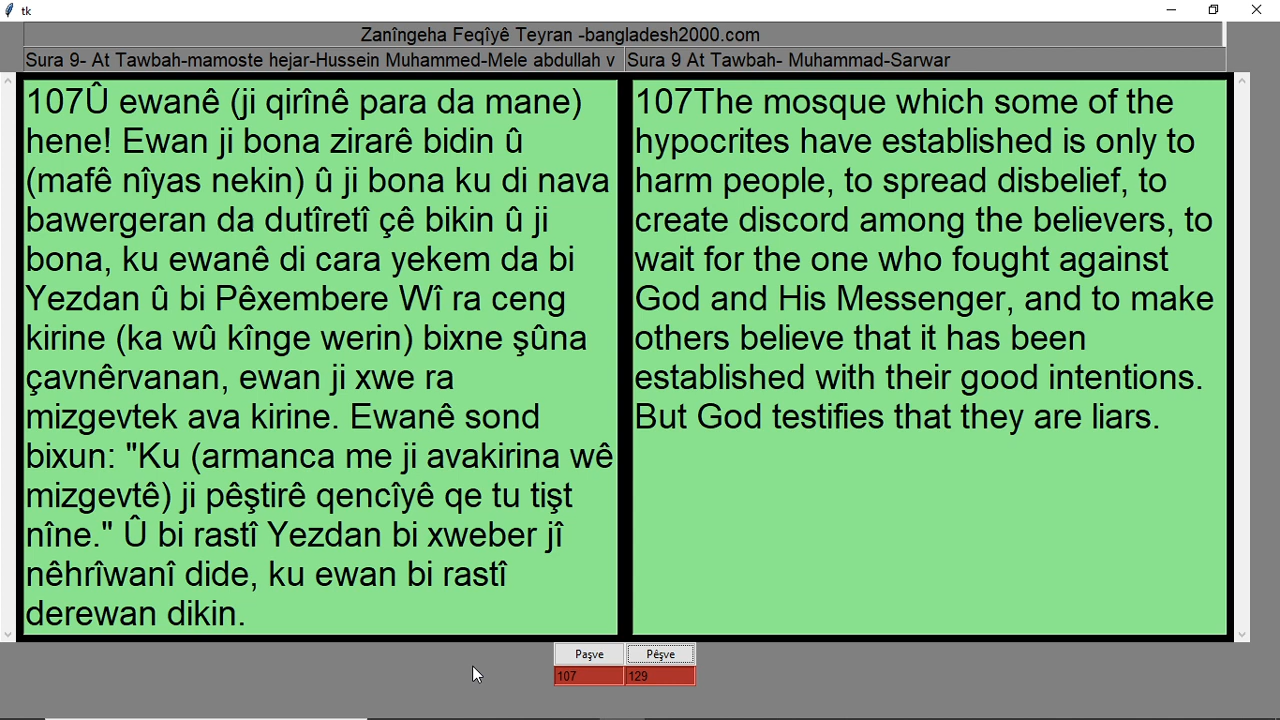 tk
Zanîngeha Feqîyê Teyran -bangladesh2000.com
Sura 9- At Tawbah-mamoste hejar-Hussein Muhammed-Mele abdullah v
Sura 9 At Tawbah- Muhammad-Sarwar
107Û ewanê (ji qirînê para da mane)
hene! Ewan ji bona zirarê bidin û
(mafê nîyas nekin) û ji bona ku di nava
bawergeran da dutîretî çê bikin û ji
bona, ku ewanê di cara yekem da bi
Yezdan û bi Pêxembere Wî ra ceng
kirine (ka wû kînge werin) bixne şûna
çavnêrvanan, ewan ji xwe ra
mizgevtek ava kirine. Ewanê sond
bixun: "Ku (armanca me ji avakirina wê
mizgevtê) ji pêştirê qencîyê qe tu tişt
nîne." Û bi rastî Yezdan bi xweber jî
nêhrîwanî dide, ku ewan bi rastî
derewan dikin.
107The mosque which some of the
hypocrites have established is only to
harm people, to spread disbelief, to
create discord among the believers, to
wait for the one who fought against
God and His Messenger, and to make
others believe that it has been
established with their good intentions.
But God testifies that they are liars.
Paşve
Pêşve
107
129